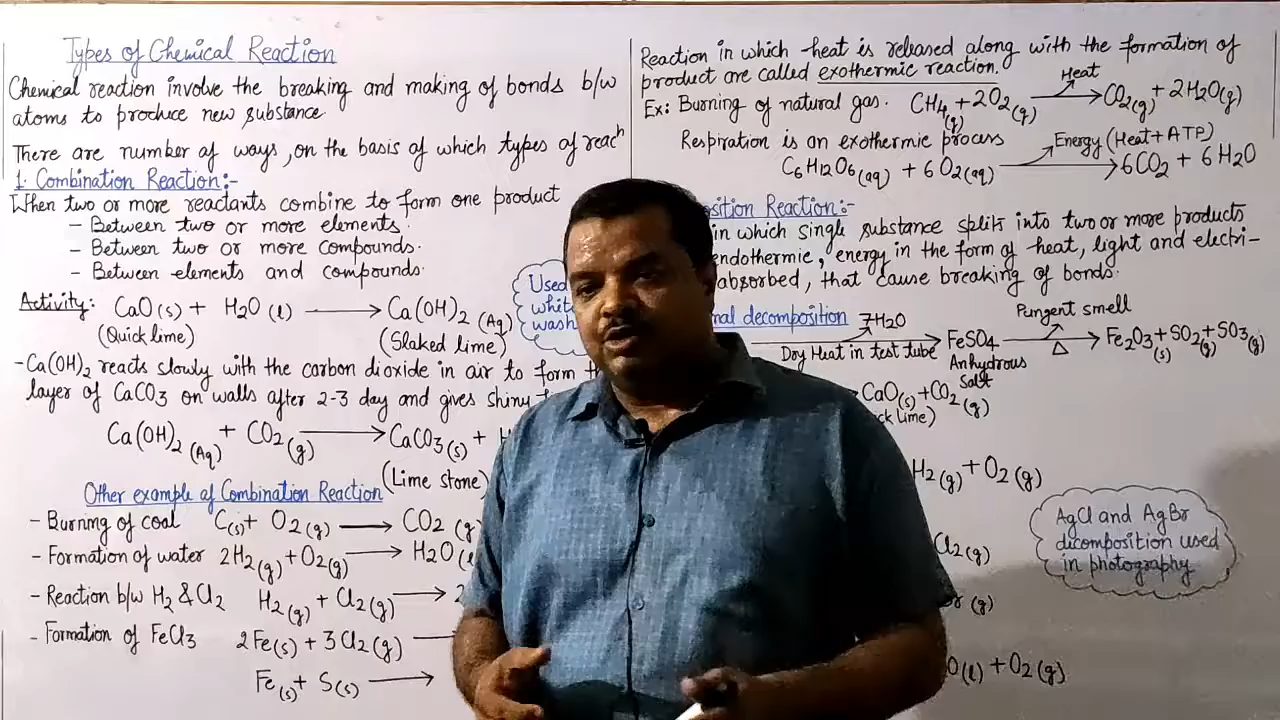 Types of Chemical Reaction
Chemical reaction involve the breaking and making of bonds b/w
atoms to produce new substance.
There are number of ways, on the basis of which types of reacⁿ
1. Combination Reaction:-
When two or more reactants combine to form one product
- Between two or more elements.
- Between two or more compounds.
- Between elements and compounds.
Activity: CaO(s) + H2O(l) ⟶ Ca(OH)2 (Aq)
(Quick lime) (Slaked lime)
Used
white
wash
- Ca(OH)2 reacts slowly with the carbon dioxide in air to form
layer of CaCO3 on walls after 2-3 day and gives shiny
Ca(OH)2 (Aq) + CO2(g) ⟶ CaCO3(s) +
(Lime stone)
Other example of Combination Reaction
- Burning of coal C(s) + O2(g) ⟶ CO2(g)
- Formation of water 2H2(g) + O2(g) ⟶ H2O(l
- Reaction b/w H2 & Cl2 H2(g) + Cl2(g) ⟶ 2
- Formation of FeCl3 2Fe(s) + 3Cl2(g)
Fe(s) + S(s) ⟶
Reaction in which heat is released along with the formation of
product are called exothermic reaction.
Ex: Burning of natural gas. CH4(g) + 2O2(g) ⟶ Heat CO2(g) + 2H2O(g)
Respiration is an exothermic process Energy (Heat + ATP)
C6H12O6(aq) + 6O2(aq) ⟶ 6CO2 + 6H2O
osition Reaction:-
in which single substance splits into two or more products
endothermic, energy in the form of heat, light and electri-
absorbed, that cause breaking of bonds.
nal decomposition 7H2O Pungent smell
Dry Heat in test tube ⟶ FeSO4 ⟶ Δ Fe2O3(s) + SO2(g) + SO3(g)
Anhydrous
Salt
CaO(s) + CO2(g)
ck lime)
H2(g) + O2(g)
Cl2(g)
(g)
O(l) + O2(g)
AgCl and AgBr
decomposition used
in photography